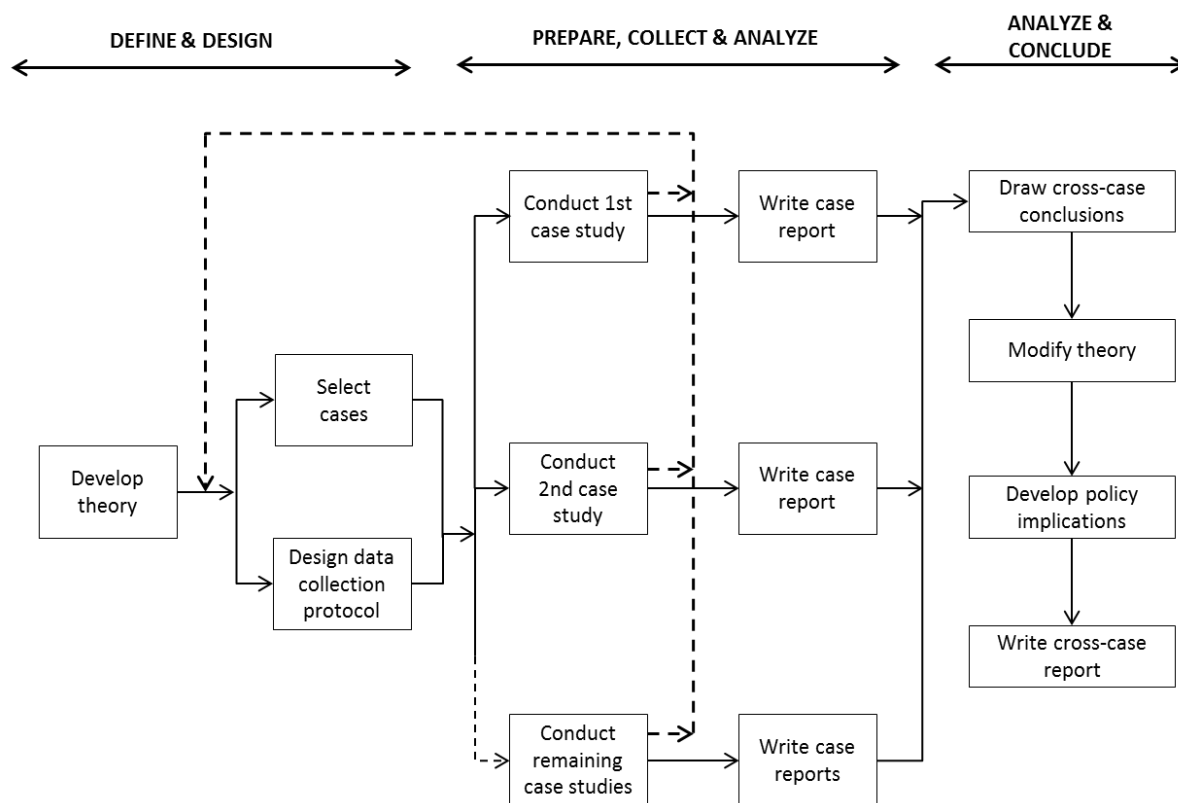 DEFINE & DESIGN
PREPARE, COLLECT & ANALYZE
ANALYZE &
CONCLUDE
Develop
theory
Select
cases
Design data
collection
protocol
Conduct 1st
case study
Write case
report
Conduct
2nd case
study
Write case
report
Conduct
remaining
case studies
Write case
reports
Draw cross-case
conclusions
Modify theory
Develop policy
implications
Write cross-case
report